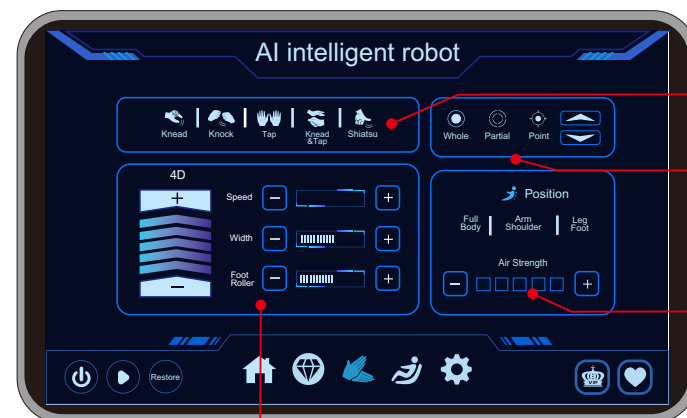 AI intelligent robot
Knead
Knock
Tap
Knead
&Tap
Shiatsu
Whole
Partial
Point
4D
+
−
Speed
− +
Width
− +
Foot
Roller
− +
Position
Full
Body
Arm
Shoulder
Leg
Foot
Air Strength
− +
Restore
VIP